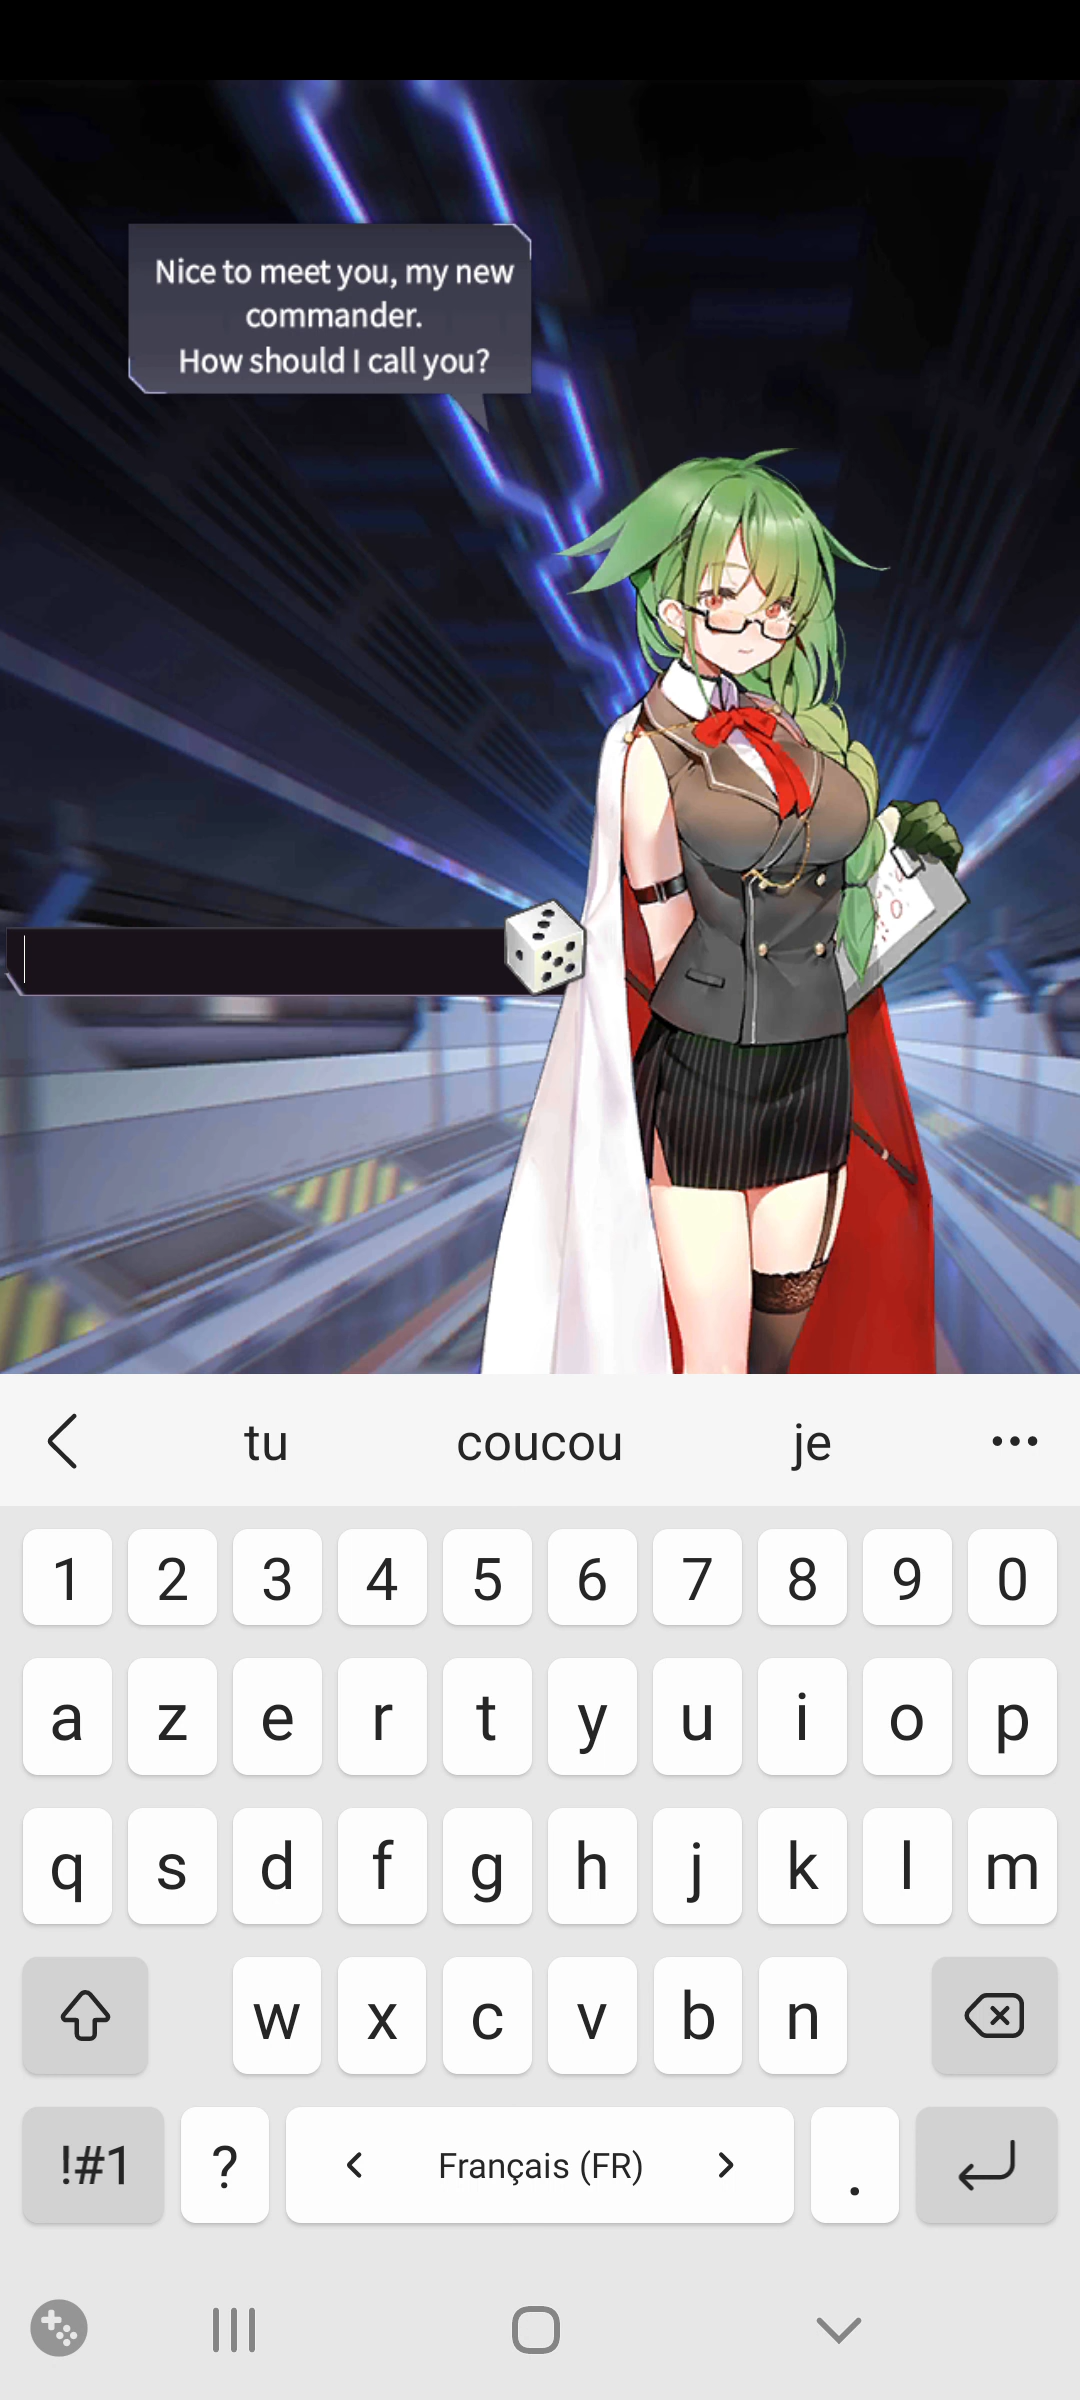 Nice to meet you, my new
commander.
How should I call you?
tu coucou je
1 2 3 4 5 6 7 8 9 0
a z e r t y u i o p
q s d f g h j k l m
w x c v b n
!#1 ? Français (FR) .